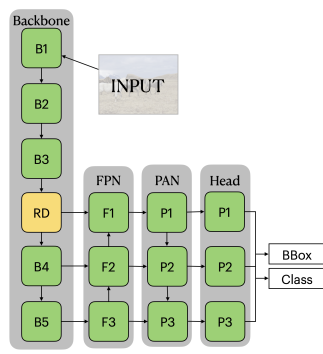 Backbone
B1
INPUT
B2
B3
FPN PAN Head
RD F1 P1 P1
B4 F2 P2 P2
BBox
Class
B5 F3 P3 P3